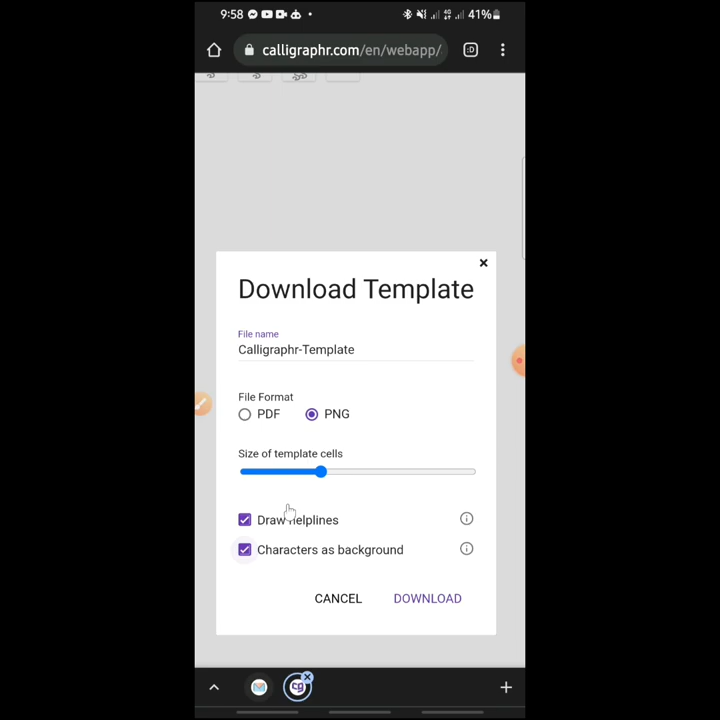 9:58 41%
calligraphr.com/en/webapp/ :D
Download Template
File name
Calligraphr-Template
File Format
PDF PNG
Size of template cells
Draw helplines
Characters as background
CANCEL DOWNLOAD